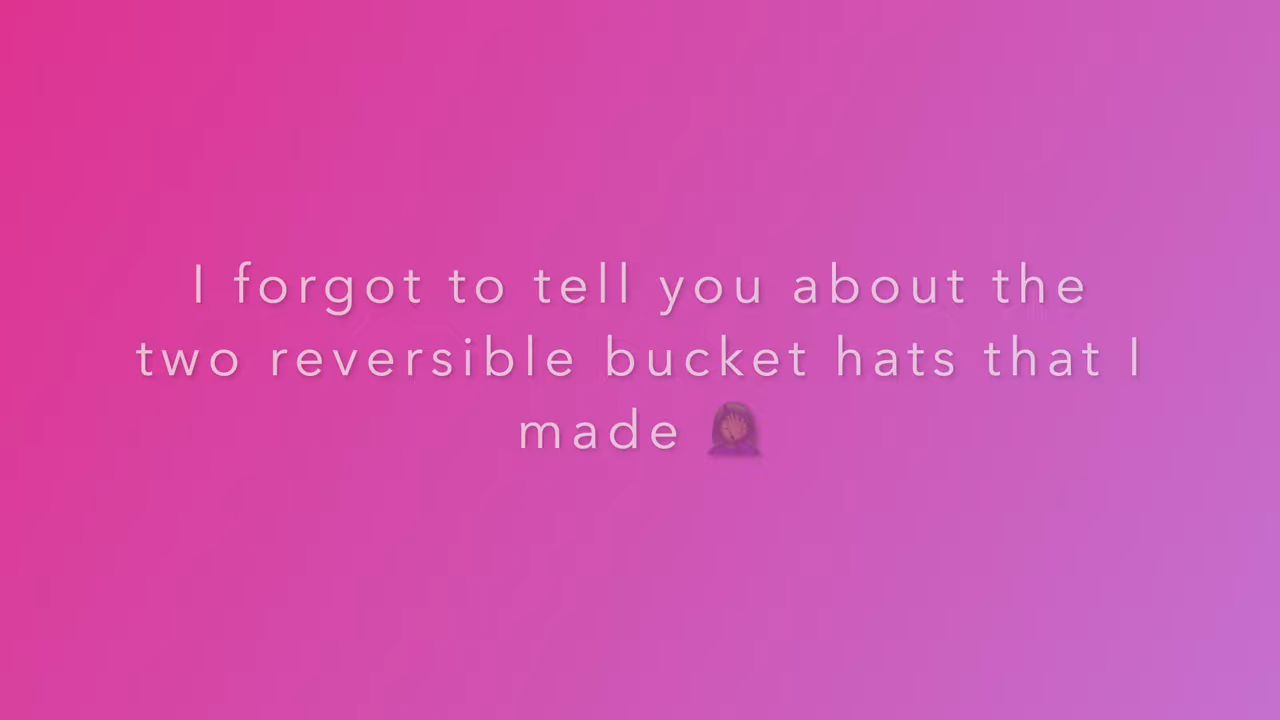 I forgot to tell you about the
two reversible bucket hats that I
made 🤦🏽‍♀️